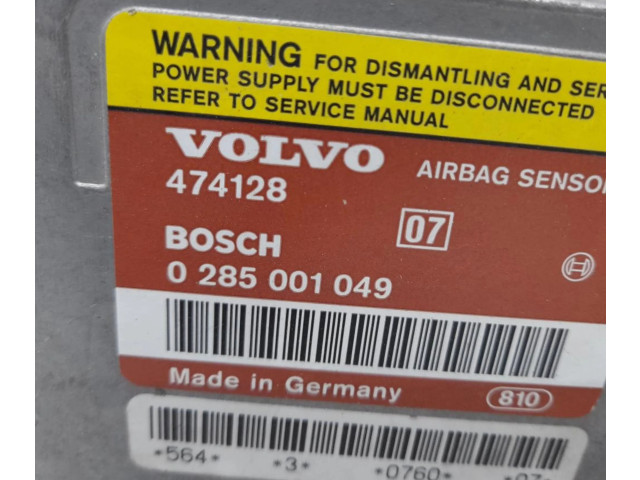 WARNING FOR DISMANTLING AND SER
POWER SUPPLY MUST BE DISCONNECTED
REFER TO SERVICE MANUAL
VOLVO AIRBAG SENSO
474128
07
BOSCH
0 285 001 049
Made in Germany 810
*564* *3* *0760* *07*